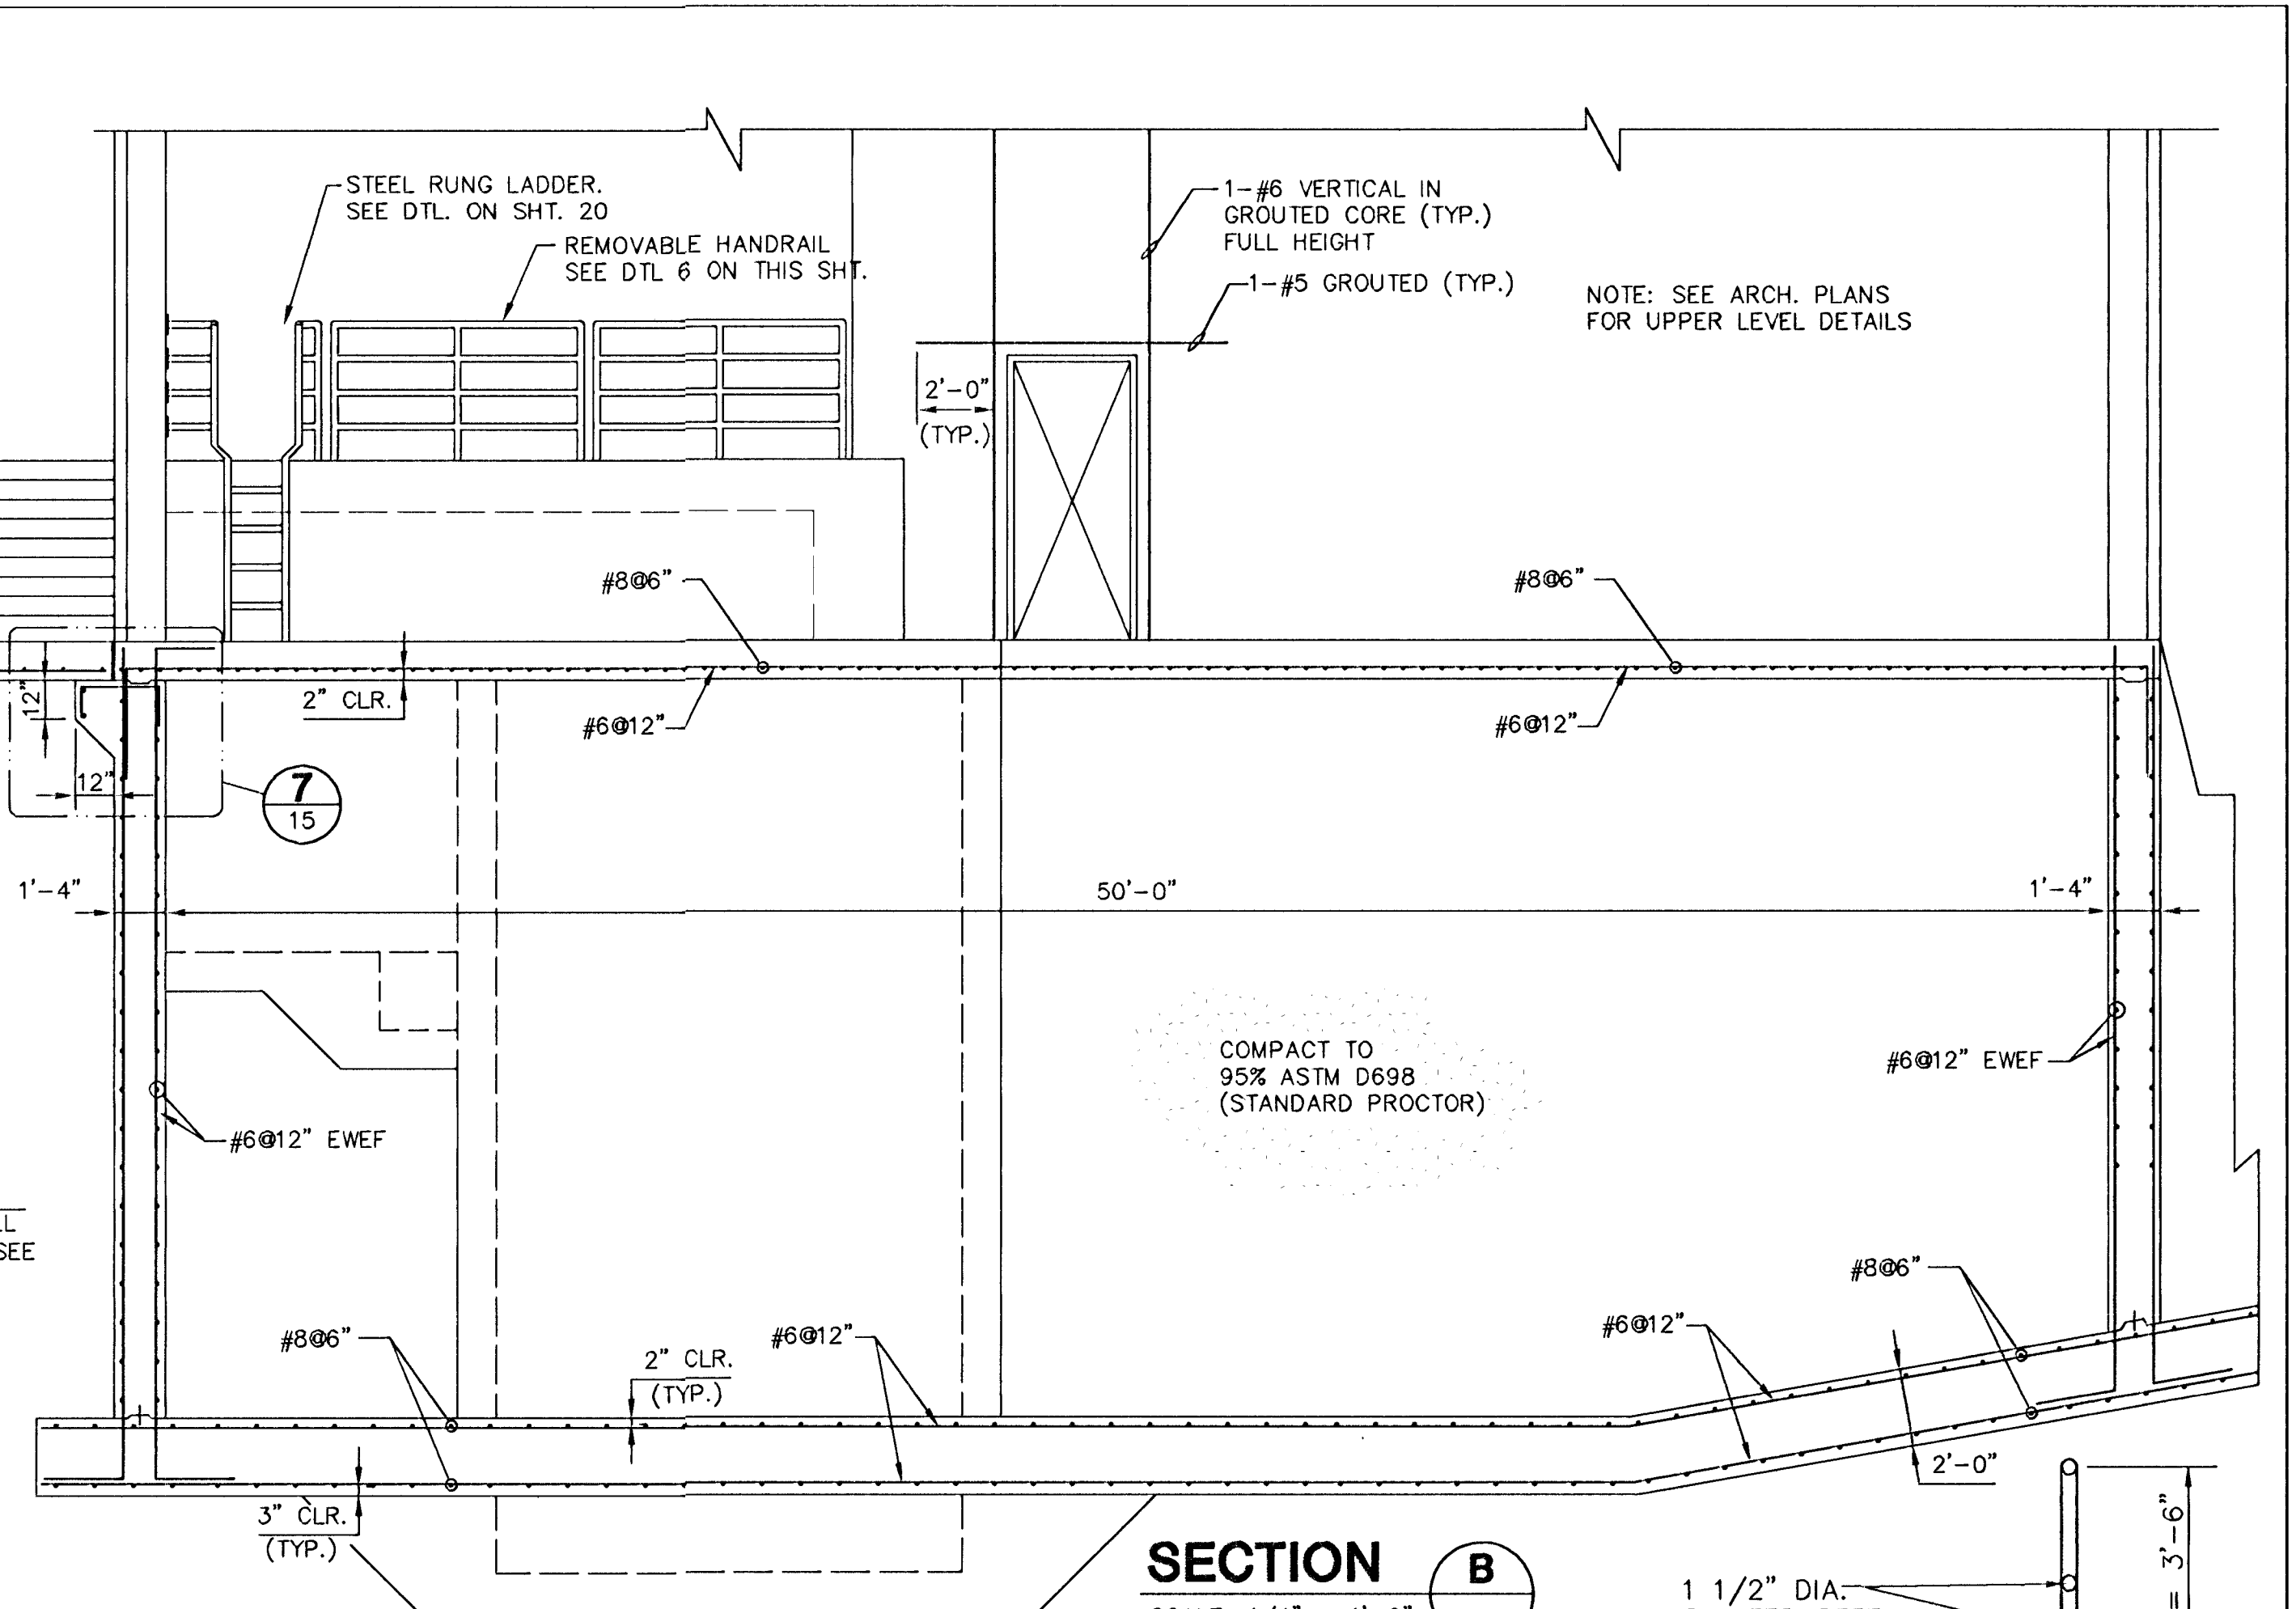 STEEL RUNG LADDER.
SEE DTL. ON SHT. 20
REMOVABLE HANDRAIL
SEE DTL 6 ON THIS SHT.
1-#6 VERTICAL IN
GROUTED CORE (TYP.)
FULL HEIGHT
1-#5 GROUTED (TYP.)
NOTE: SEE ARCH. PLANS
FOR UPPER LEVEL DETAILS
2'-0"
(TYP.)
#8@6"
#8@6"
12"
2" CLR.
#6@12"
#6@12"
12"
7
15
1'-4"
50'-0"
1'-4"
COMPACT TO
95% ASTM D698
(STANDARD PROCTOR)
#6@12" EWEF
#6@12" EWEF
SEE
#8@6"
#8@6"
2" CLR.
(TYP.)
#6@12"
#6@12"
2'-0"
3" CLR.
(TYP.)
SECTION
B
= 3'-6"
1 1/2" DIA.